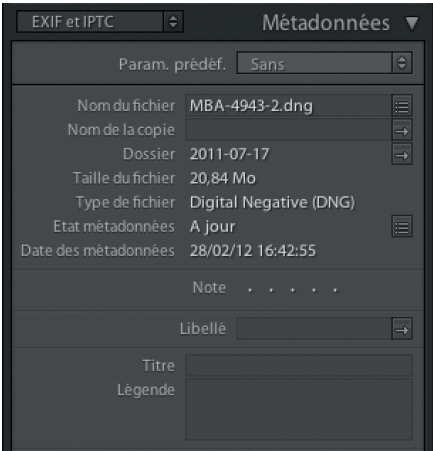 EXIF et IPTC Métadonnées
Param. prédéf. Sans
Nom du fichier MBA-4943-2.dng
Nom de la copie
Dossier 2011-07-17
Taille du fichier 20,84 Mo
Type de fichier Digital Negative (DNG)
Etat métadonnées A jour
Date des métadonnées 28/02/12 16:42:55
Note . . . . .
Libellé
Titre
Légende